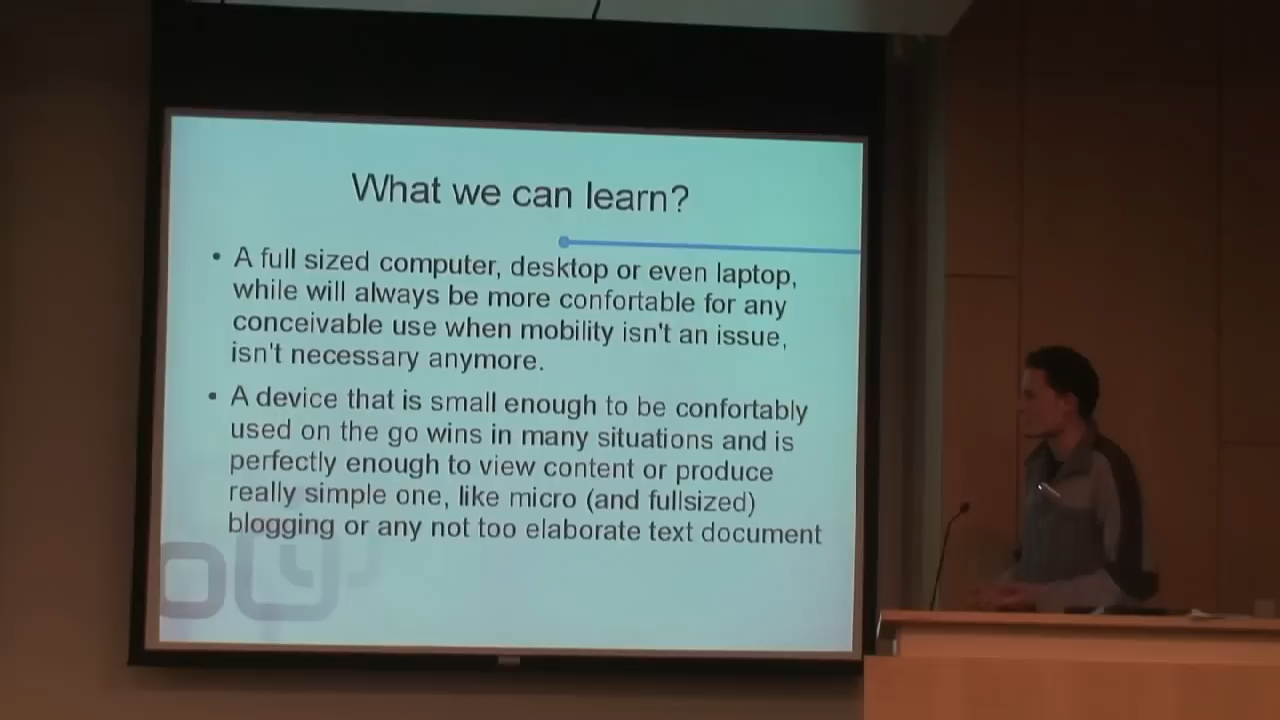 What we can learn?
• A full sized computer, desktop or even laptop,
while will always be more confortable for any
conceivable use when mobility isn't an issue,
isn't necessary anymore.
• A device that is small enough to be confortably
used on the go wins in many situations and is
perfectly enough to view content or produce
really simple one, like micro (and fullsized)
blogging or any not too elaborate text document